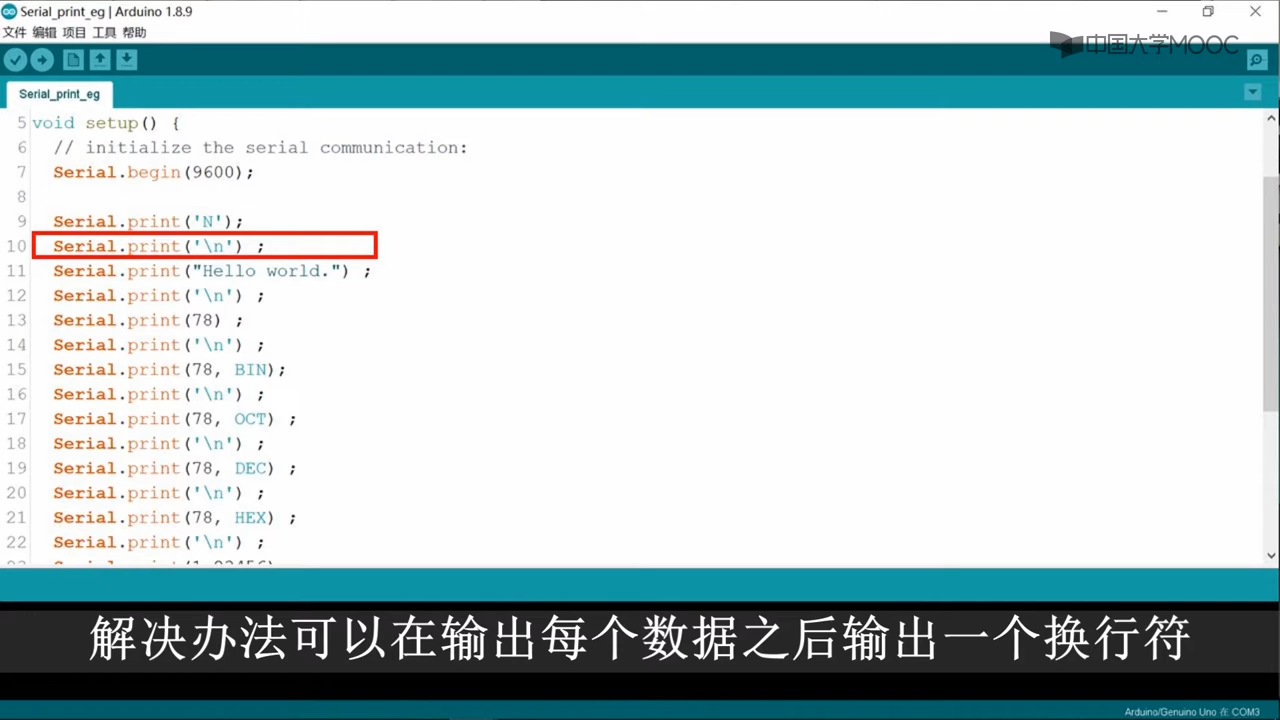 Serial_print_eg | Arduino 1.8.9
文件 编辑 项目 工具 帮助
中国大学MOOC
Serial_print_eg
5 void setup() {
6 // initialize the serial communication:
7 Serial.begin(9600);
8
9 Serial.print('N');
10 Serial.print('\n') ;
11 Serial.print("Hello world.") ;
12 Serial.print('\n') ;
13 Serial.print(78) ;
14 Serial.print('\n') ;
15 Serial.print(78, BIN);
16 Serial.print('\n') ;
17 Serial.print(78, OCT) ;
18 Serial.print('\n') ;
19 Serial.print(78, DEC) ;
20 Serial.print('\n') ;
21 Serial.print(78, HEX) ;
22 Serial.print('\n') ;
解决办法可以在输出每个数据之后输出一个换行符
Arduino/Genuino Uno 在 COM3